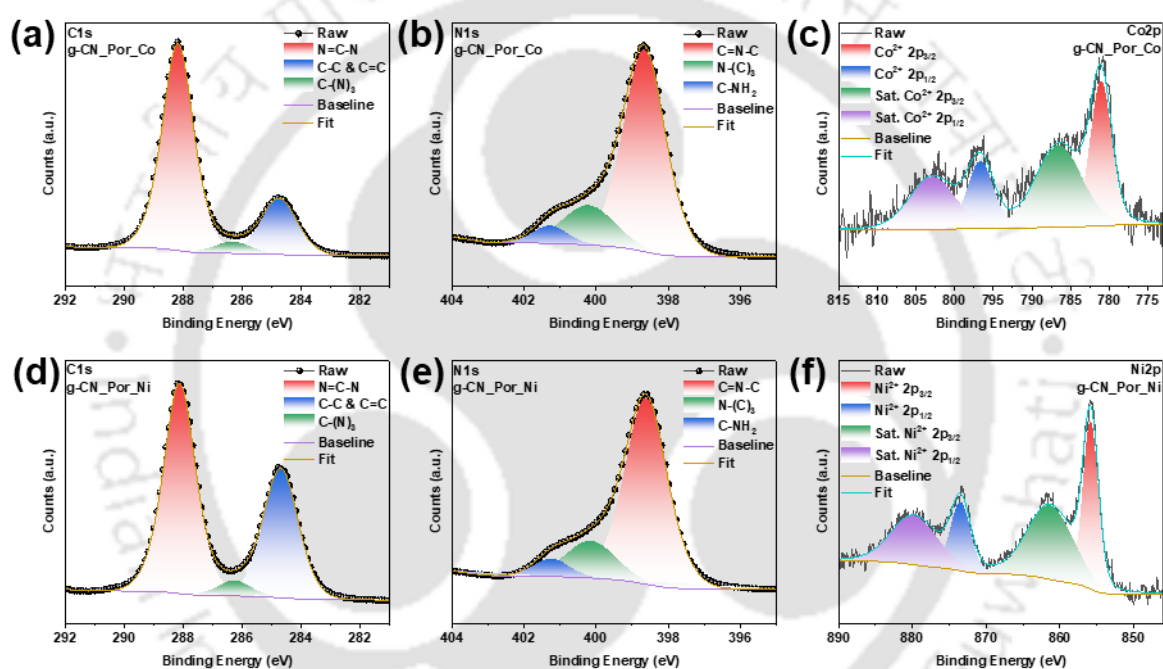 (a)
C1s
g-CN_Por_Co
Raw
N=C-N
C-C & C=C
C-(N)₃
Baseline
Fit
Counts (a.u.)
292 290 288 286 284 282
Binding Energy (eV)
(b)
N1s
g-CN_Por_Co
Raw
C=N-C
N-(C)₃
C-NH₂
Baseline
Fit
Counts (a.u.)
404 402 400 398 396
Binding Energy (eV)
(c)
Co2p
g-CN_Por_Co
Raw
Co²⁺ 2p₃/₂
Co²⁺ 2p₁/₂
Sat. Co²⁺ 2p₃/₂
Sat. Co²⁺ 2p₁/₂
Baseline
Fit
Counts (a.u.)
815 810 805 800 795 790 785 780 775
Binding Energy (eV)
(d)
C1s
g-CN_Por_Ni
Raw
N=C-N
C-C & C=C
C-(N)₃
Baseline
Fit
Counts (a.u.)
292 290 288 286 284 282
Binding Energy (eV)
(e)
N1s
g-CN_Por_Ni
Raw
C=N-C
N-(C)₃
C-NH₂
Baseline
Fit
Counts (a.u.)
404 402 400 398 396
Binding Energy (eV)
(f)
Ni2p
g-CN_Por_Ni
Raw
Ni²⁺ 2p₃/₂
Ni²⁺ 2p₁/₂
Sat. Ni²⁺ 2p₃/₂
Sat. Ni²⁺ 2p₁/₂
Baseline
Fit
Counts (a.u.)
890 880 870 860 850
Binding Energy (eV)